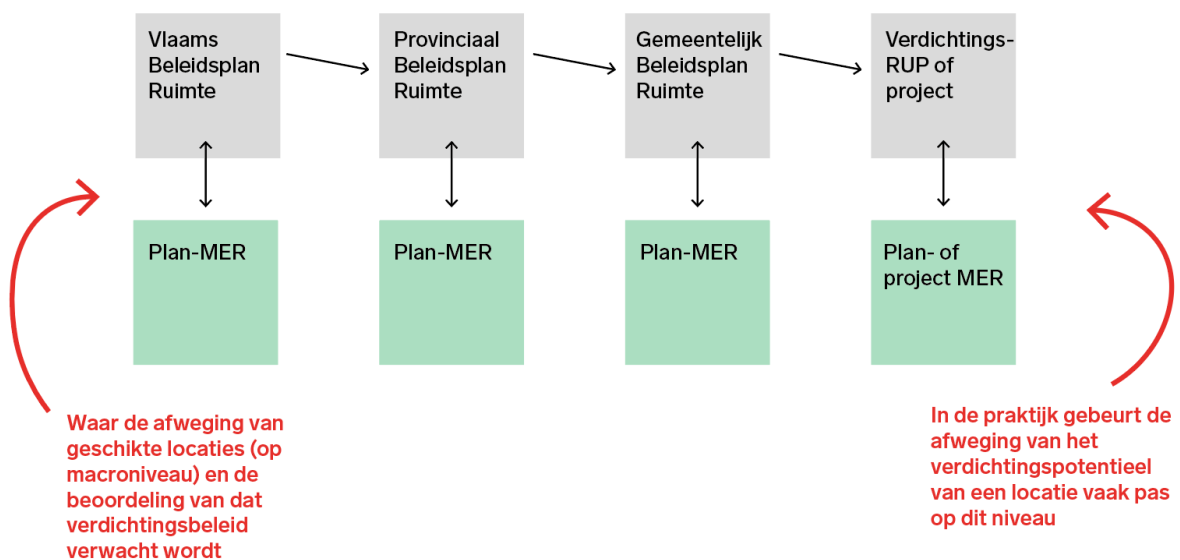 Vlaams
Beleidsplan
Ruimte
Provinciaal
Beleidsplan
Ruimte
Gemeentelijk
Beleidsplan
Ruimte
Verdichtings-
RUP of
project
Plan-MER
Plan-MER
Plan-MER
Plan- of
project MER
Waar de afweging van
geschikte locaties (op
macroniveau) en de
beoordeling van dat
verdichtingsbeleid
verwacht wordt
In de praktijk gebeurt de
afweging van het
verdichtingspotentieel
van een locatie vaak pas
op dit niveau